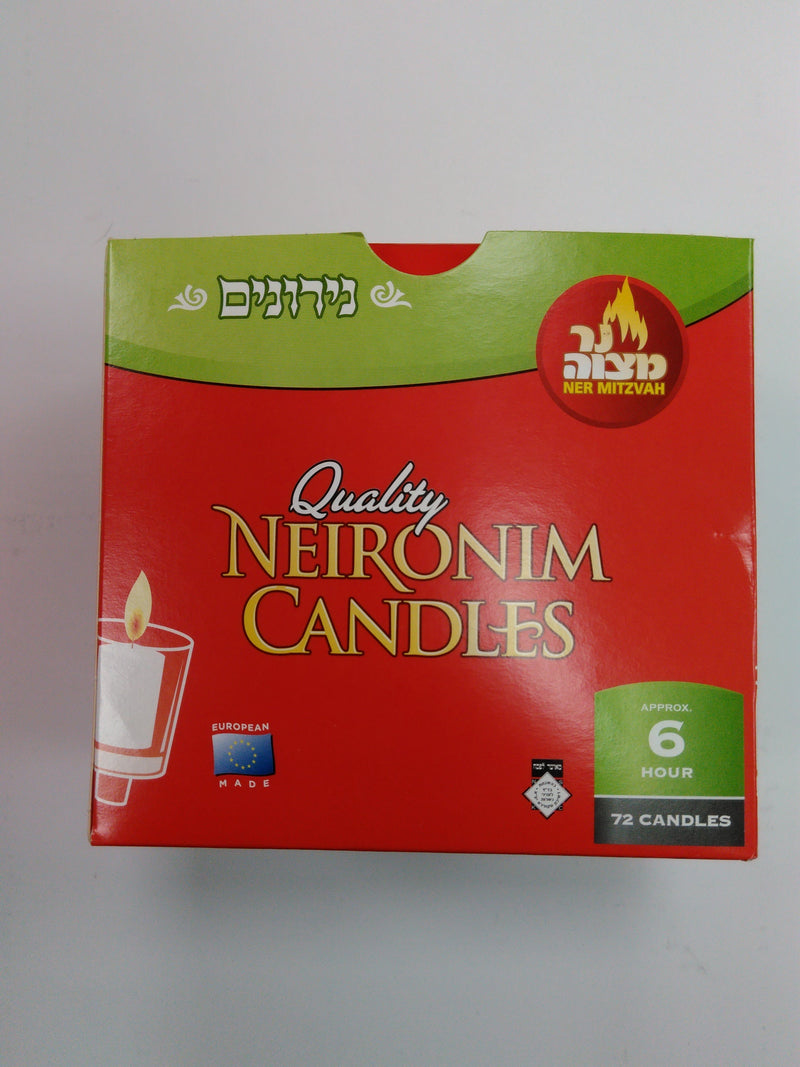 נירונים
נר
מצוה
NER MITZVAH
Quality
NEIRONIM
CANDLES
EUROPEAN
MADE
APPROX.
6
HOUR
72 CANDLES